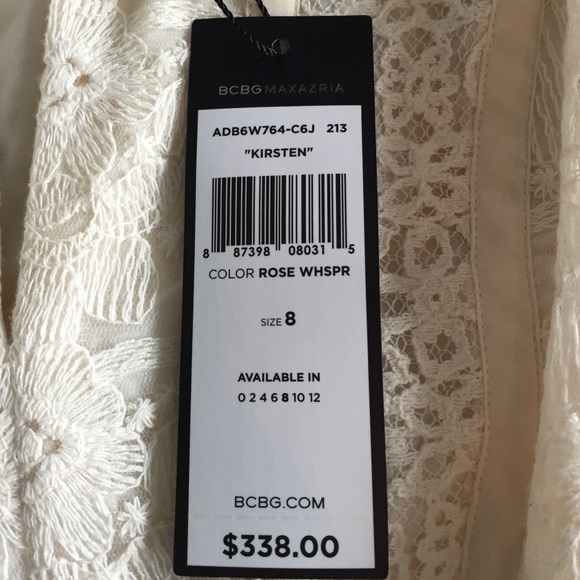 BCBGMAXAZRIA
ADB6W764-C6J 213
"KIRSTEN"
8 87398 08031 5
COLOR ROSE WHSPR
SIZE 8
AVAILABLE IN
0 2 4 6 8 10 12
BCBG.COM
$338.00